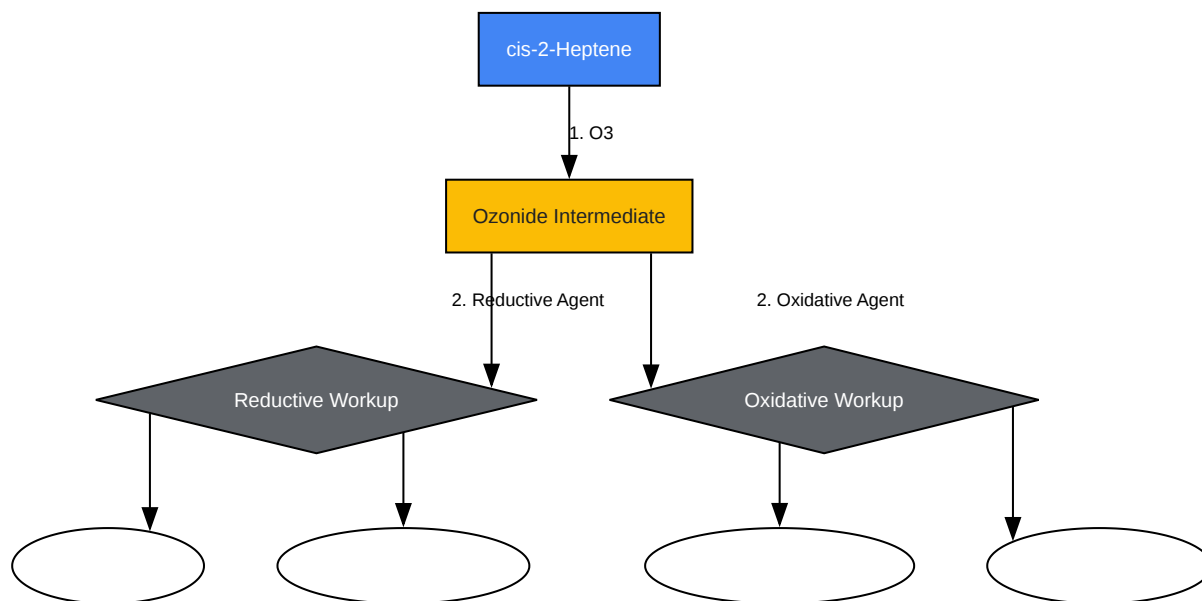 cis-2-Heptene
1. O3
Ozonide Intermediate
2. Reductive Agent
2. Oxidative Agent
Reductive Workup
Oxidative Workup